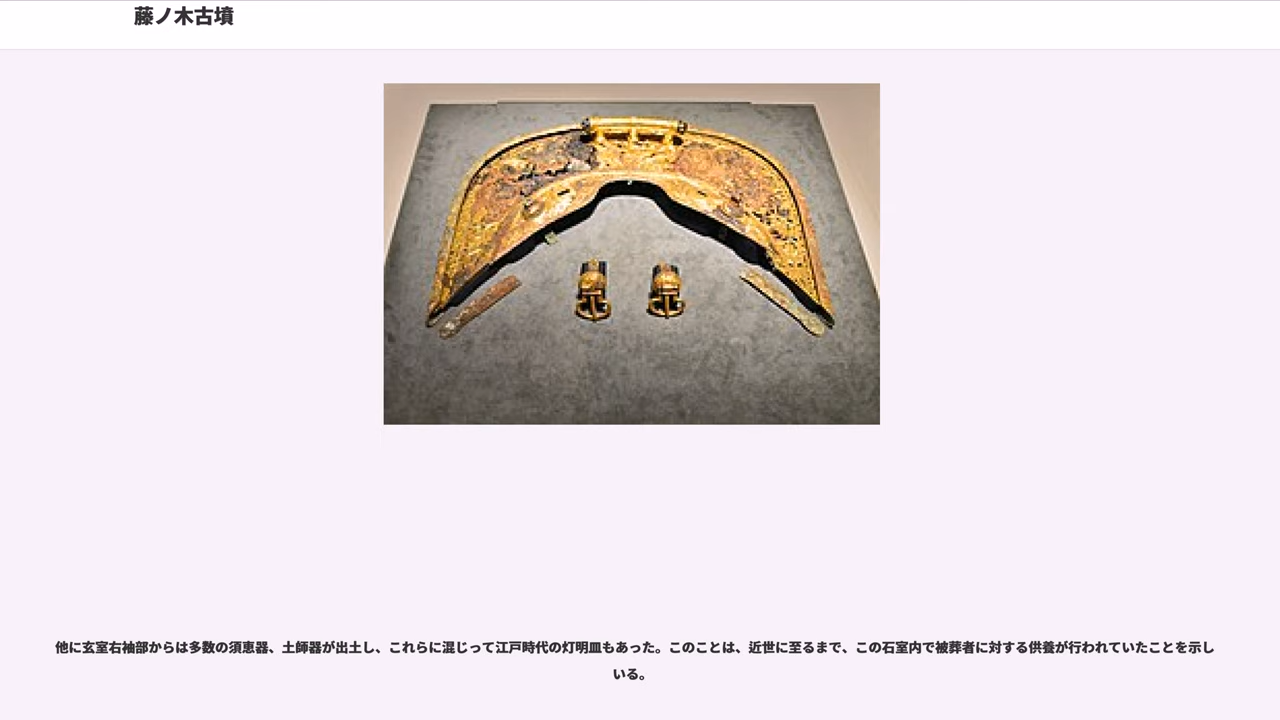 藤ノ木古墳
他に玄室右袖部からは多数の須恵器、土師器が出土し、これらに混じって江戸時代の灯明皿もあった。このことは、近世に至るまで、この石室内で被葬者に対する供養が行われていたことを示し
いる。